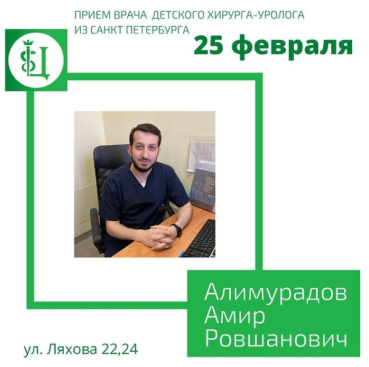 ПРИЕМ ВРАЧА ДЕТСКОГО ХИРУРГА-УРОЛОГА
ИЗ САНКТ ПЕТЕРБУРГА
25 февраля
Алимурадов
Амир
Ровшанович
ул. Ляхова 22,24